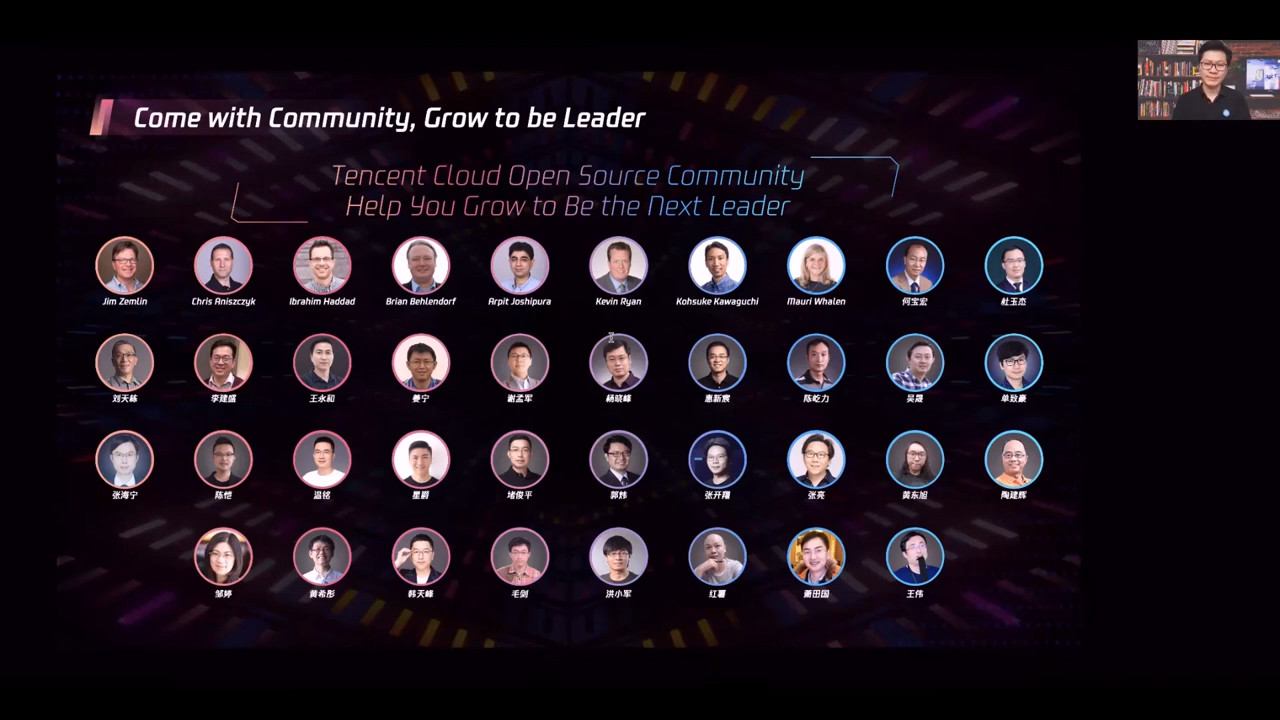 Come with Community, Grow to be Leader
Tencent Cloud Open Source Community
Help You Grow to Be the Next Leader
Jim Zemlin Chris Aniszczyk Ibrahim Haddad Brian Behlendorf Arpit Joshipura Kevin Ryan Kohsuke Kawaguchi Mauri Whalen 何宝宏 杜玉杰
刘天栋 李建盛 王永和 姜宁 谢孟军 杨晓峰 惠新宸 陈屹力 吴晟 单致豪
张海宁 陈恺 温铭 星爵 堵俊平 郭炜 张开翔 张亮 黄东旭 陶建辉
邹婷 黄希彤 韩天峰 毛剑 洪小军 红薯 蔺田国 王伟